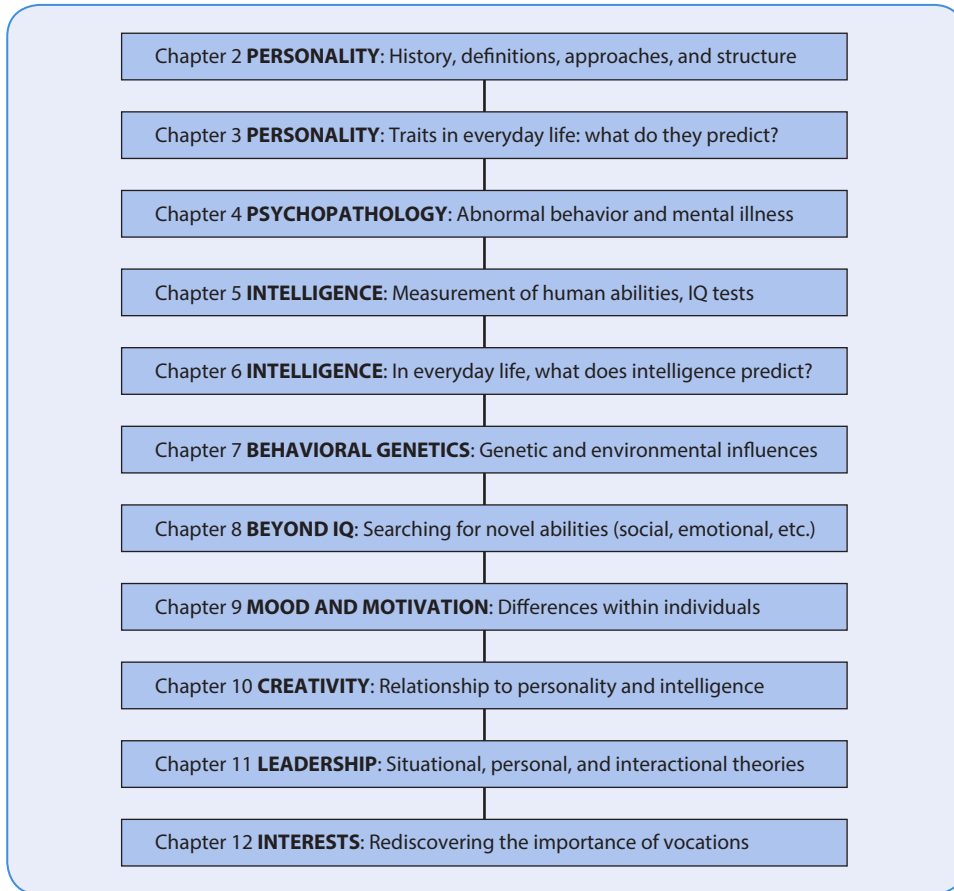 Chapter 2 PERSONALITY: History, definitions, approaches, and structure
Chapter 3 PERSONALITY: Traits in everyday life: what do they predict?
Chapter 4 PSYCHOPATHOLOGY: Abnormal behavior and mental illness
Chapter 5 INTELLIGENCE: Measurement of human abilities, IQ tests
Chapter 6 INTELLIGENCE: In everyday life, what does intelligence predict?
Chapter 7 BEHAVIORAL GENETICS: Genetic and environmental influences
Chapter 8 BEYOND IQ: Searching for novel abilities (social, emotional, etc.)
Chapter 9 MOOD AND MOTIVATION: Differences within individuals
Chapter 10 CREATIVITY: Relationship to personality and intelligence
Chapter 11 LEADERSHIP: Situational, personal, and interactional theories
Chapter 12 INTERESTS: Rediscovering the importance of vocations